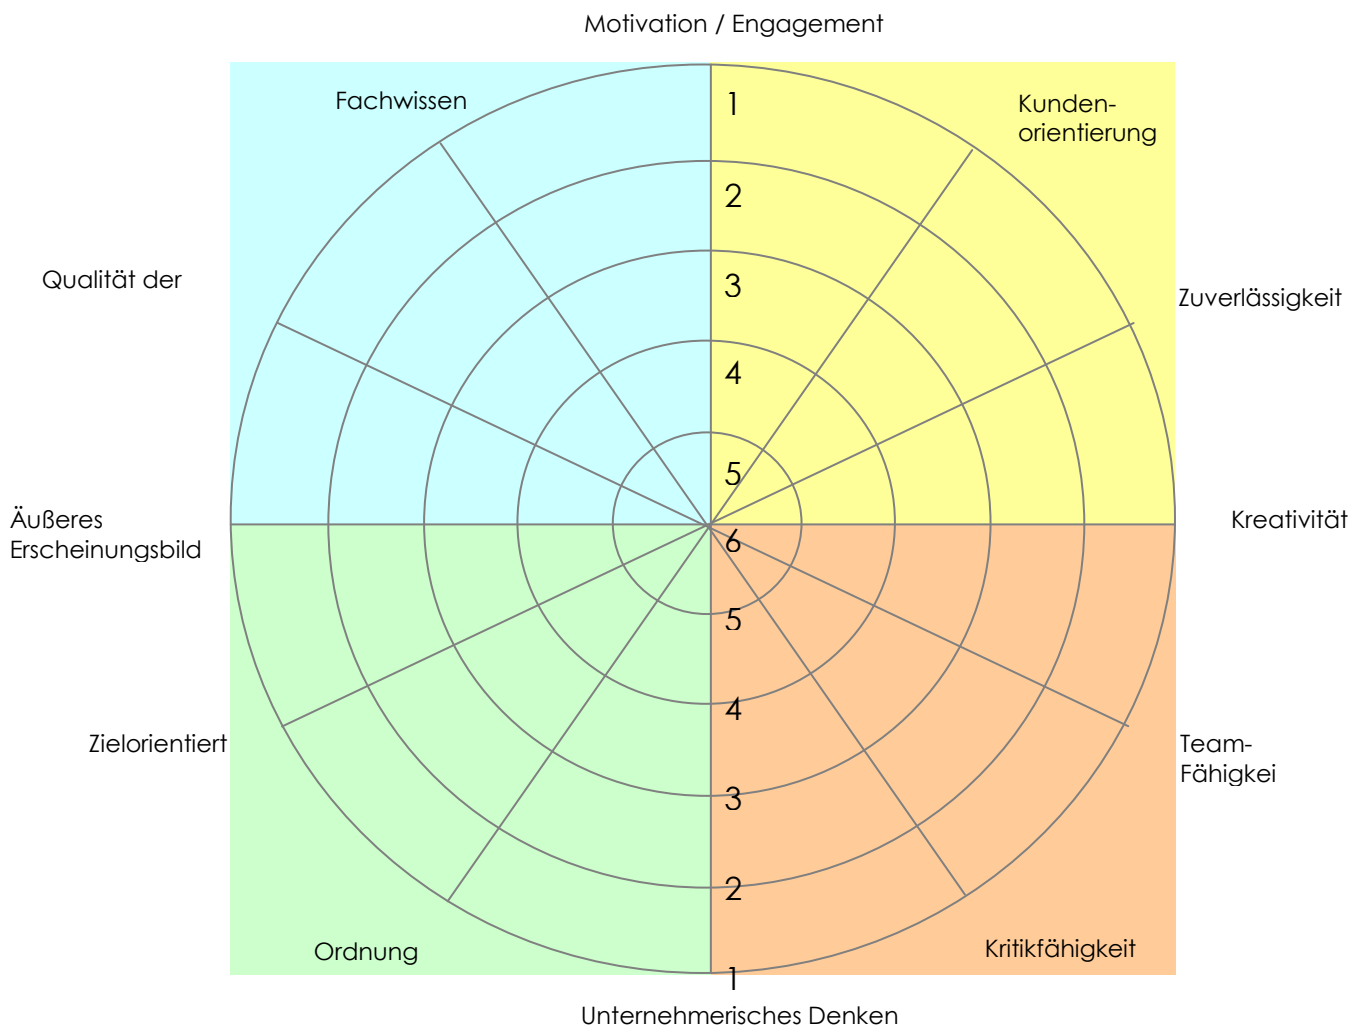 Motivation / Engagement
Fachwissen
1
Kunden-
orientierung
2
Qualität der
3
Zuverlässigkeit
4
5
Äußeres
Erscheinungsbild
Kreativität
6
5
4
Zielorientiert
Team-
Fähigkei
3
2
Ordnung
Kritikfähigkeit
1
Unternehmerisches Denken